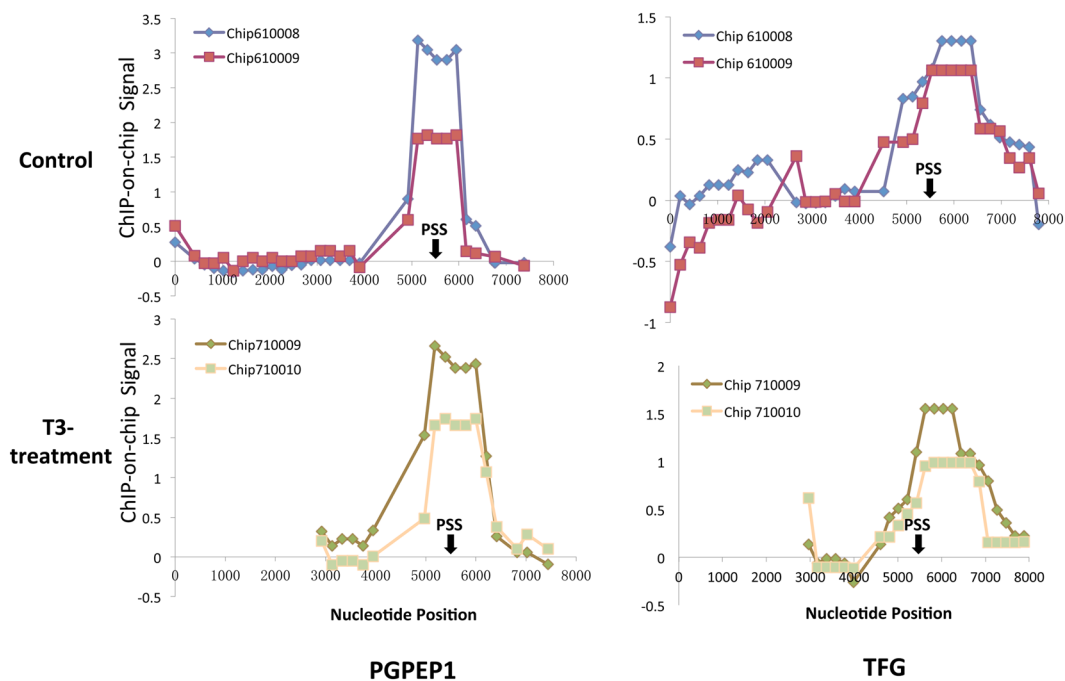 3.5
3
2.5
2
1.5
1
0.5
0
-0.5
ChIP-on-chip Signal
Chip610008
Chip610009
PSS
0 1000 2000 3000 4000 5000 6000 7000 8000
1.5
1
0.5
0
-0.5
-1
Chip 610008
Chip 610009
PSS
0 1000 2000 3000 4000 5000 6000 7000 8000
Control
3
2.5
2
1.5
1
0.5
0
-0.5
ChIP-on-chip Signal
Chip710009
Chip710010
PSS
0 1000 2000 3000 4000 5000 6000 7000 8000
Nucleotide Position
2
1.5
1
0.5
0
-0.5
Chip 710009
Chip 710010
PSS
0 1000 2000 3000 4000 5000 6000 7000 8000
Nucleotide Position
T3-
treatment
PGPEP1
TFG